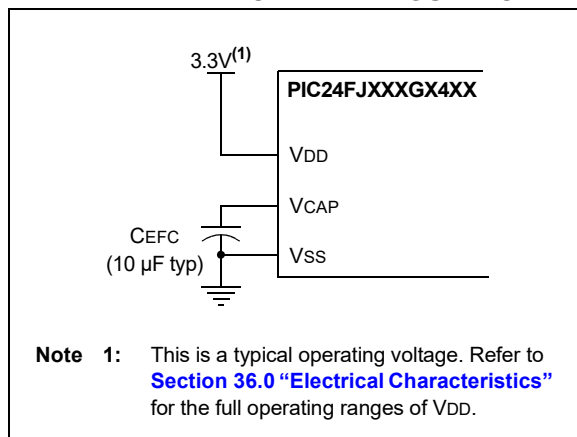 3.3V(1)
PIC24FJXXXGX4XX
VDD
VCAP
CEFC
(10 µF typ)
VSS
Note 1: This is a typical operating voltage. Refer to
Section 36.0 “Electrical Characteristics”
for the full operating ranges of VDD.